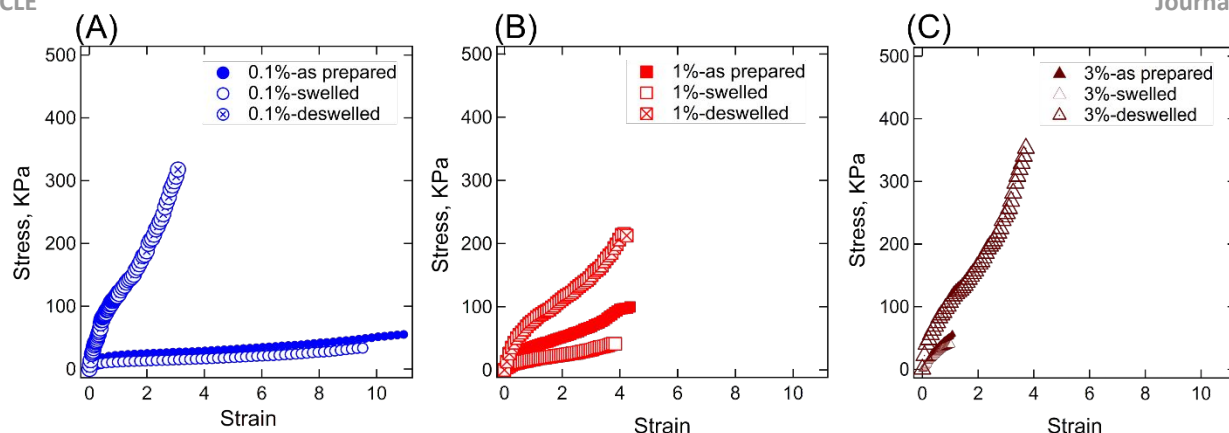 CLE
Journa
(A)
500
400
300
200
100
0
0 2 4 6 8 10
Stress, KPa
Strain
0.1%-as prepared
0.1%-swelled
0.1%-deswelled
(B)
500
400
300
200
100
0
0 2 4 6 8 10
Stress, KPa
Strain
1%-as prepared
1%-swelled
1%-deswelled
(C)
500
400
300
200
100
0
0 2 4 6 8 10
Stress, KPa
Strain
3%-as prepared
3%-swelled
3%-deswelled